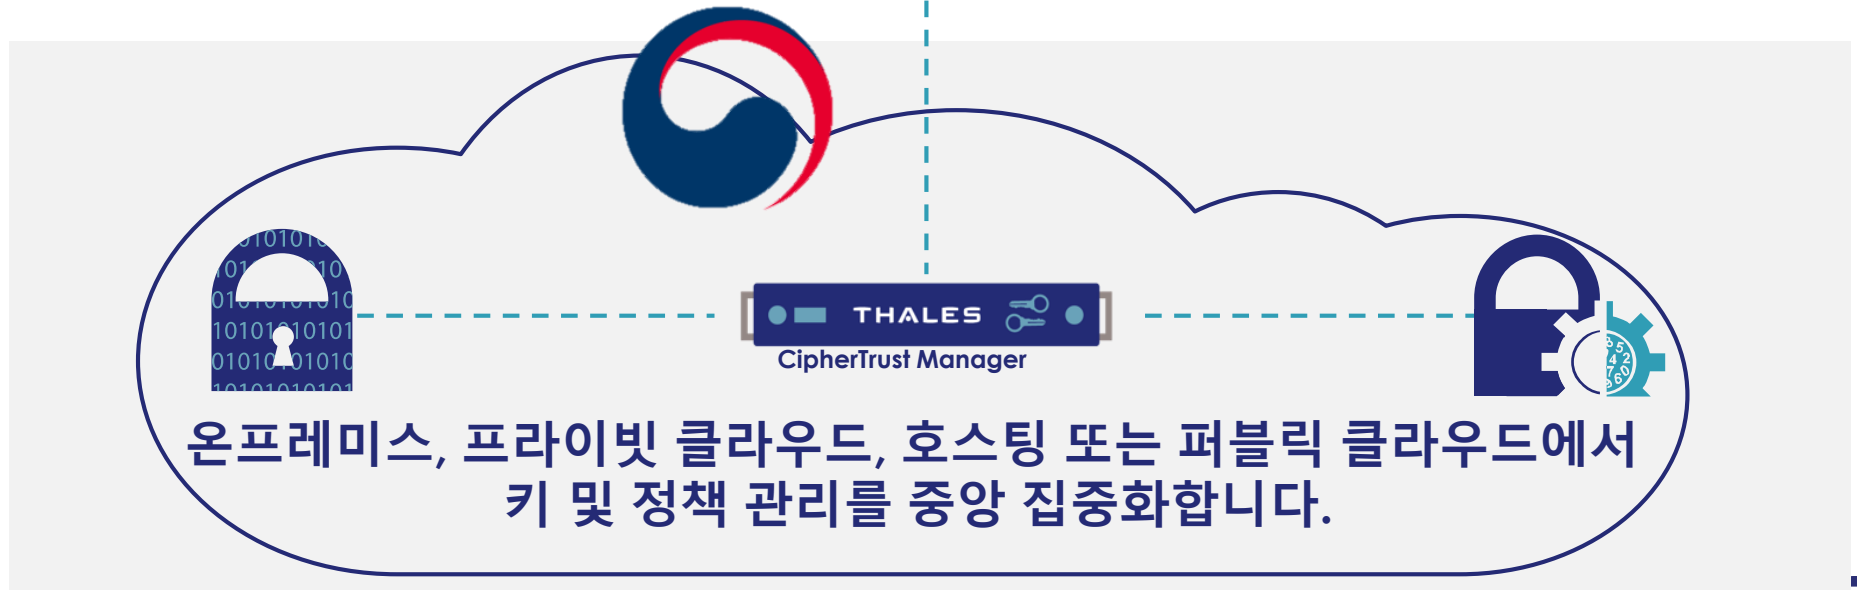 THALES
CipherTrust Manager
온프레미스, 프라이빗 클라우드, 호스팅 또는 퍼블릭 클라우드에서
키 및 정책 관리를 중앙 집중화합니다.